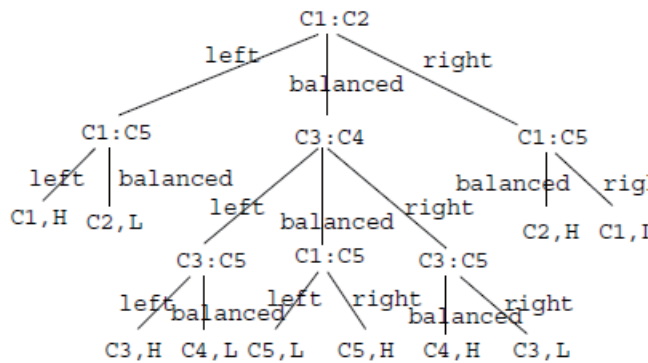 C1:C2
left
right
balanced
C1:C5 C3:C4 C1:C5
left balanced balanced righ
left right
C1,H C2,L balanced C2,H C1,L
C3:C5 C1:C5 C3:C5
left balanced left right balanced right
C3,H C4,L C5,L C5,H C4,H C3,L